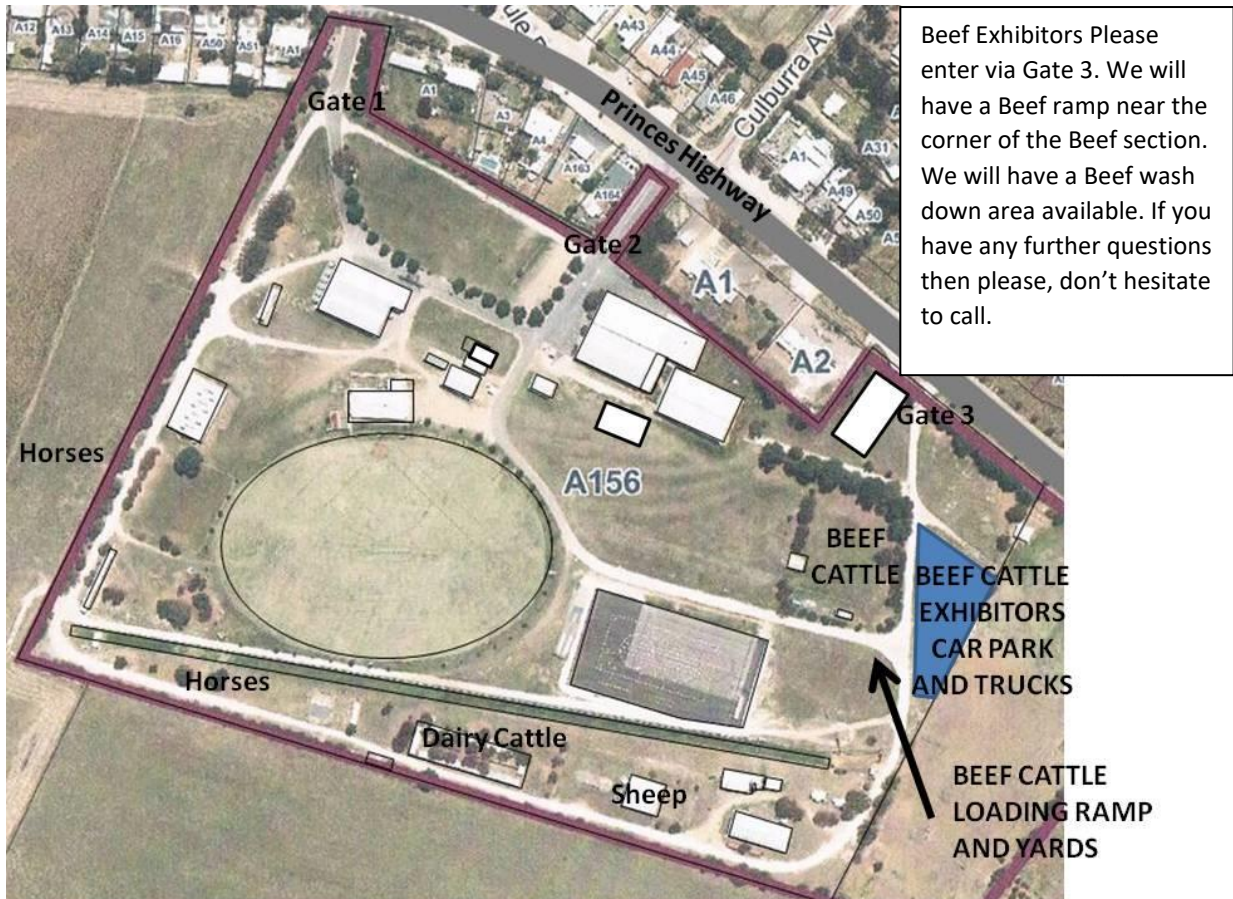 A12
A13
A14
A15
A16
A50
A51
A1
A43
A44
A45
A46
Culburra Av
Beef Exhibitors Please
enter via Gate 3. We will
have a Beef ramp near the
corner of the Beef section.
We will have a Beef wash
down area available. If you
have any further questions
then please, don’t hesitate
to call.
Gate 1
A1
A3
A4
A163
A164
Princes Highway
A1
A31
A49
A50
Gate 2
A1
A2
Gate 3
Horses
A156
BEEF
CATTLE
BEEF CATTLE
EXHIBITORS
CAR PARK
AND TRUCKS
Horses
Dairy Cattle
Sheep
BEEF CATTLE
LOADING RAMP
AND YARDS